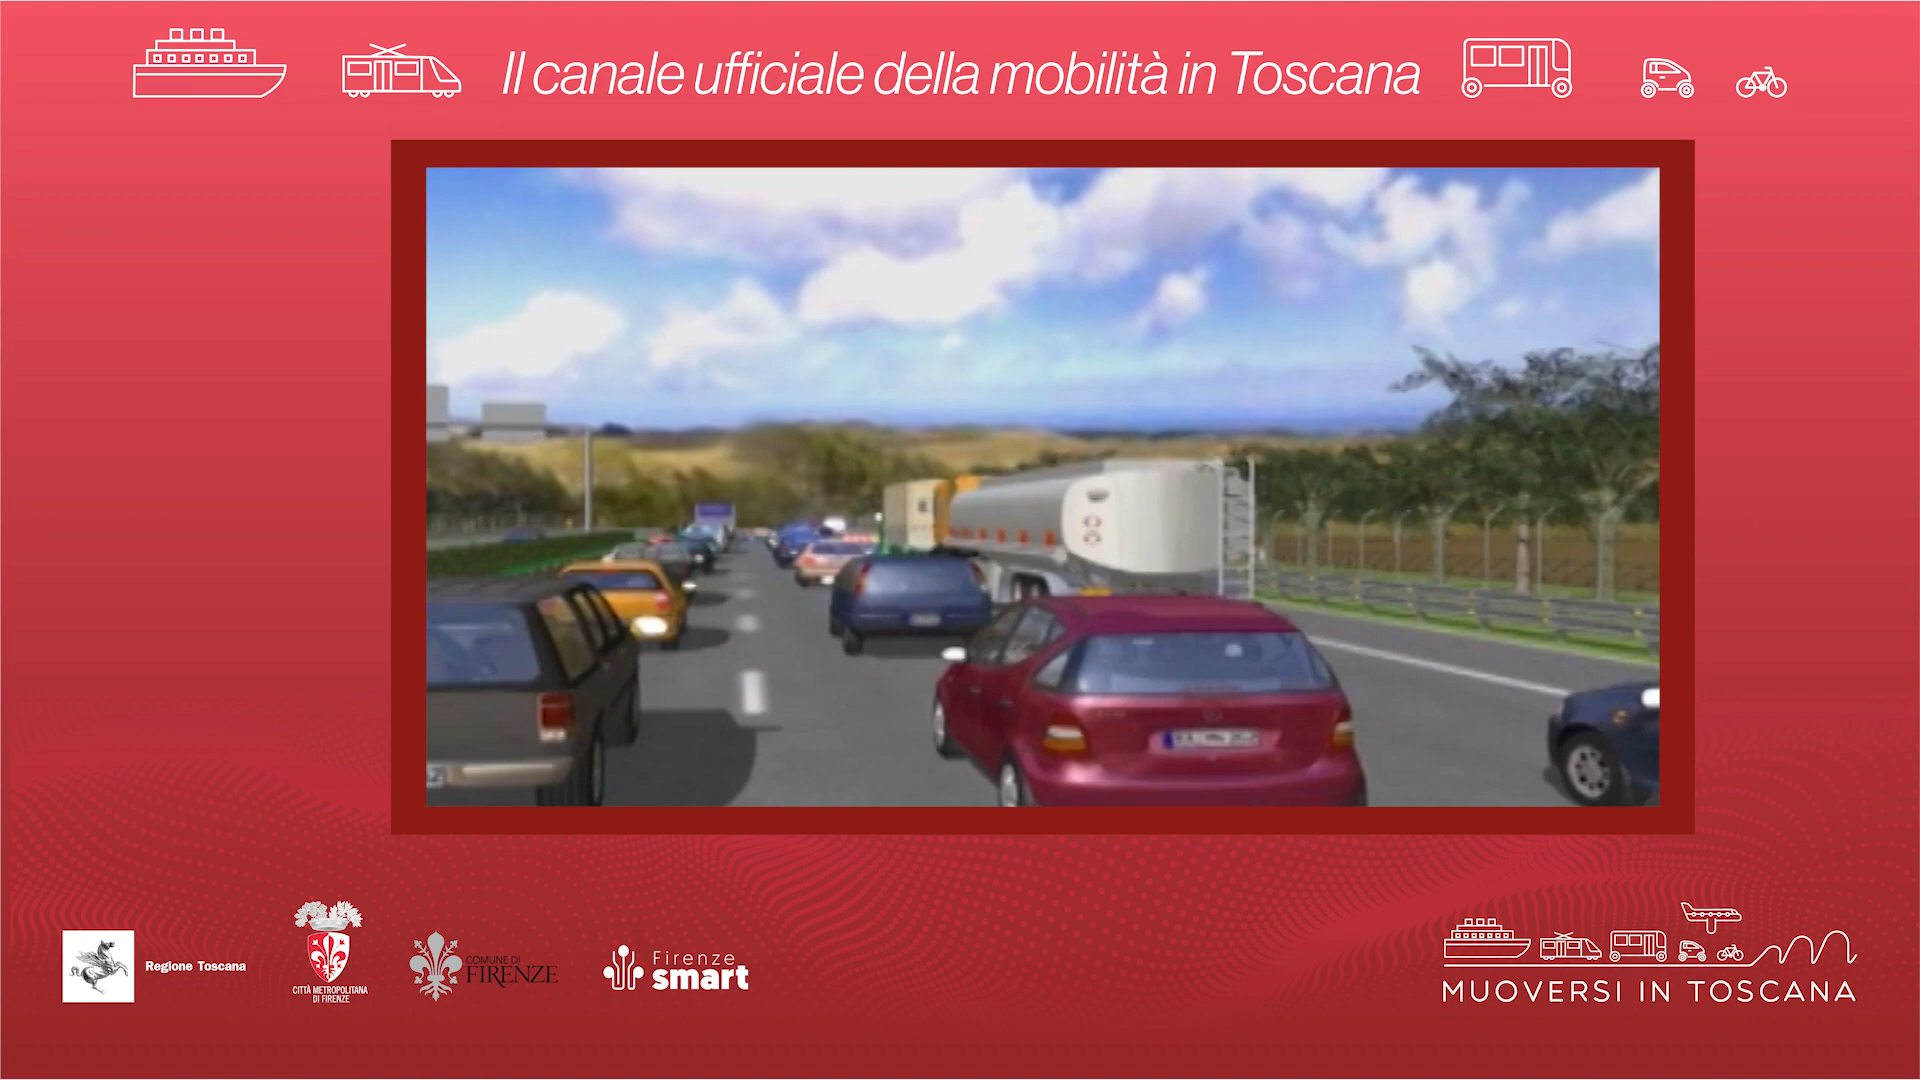 Il canale ufficiale della mobilità in Toscana
Regione Toscana
CITTÀ METROPOLITANA
DI FIRENZE
COMUNE DI
FIRENZE
Firenze
smart
MUOVERSI IN TOSCANA